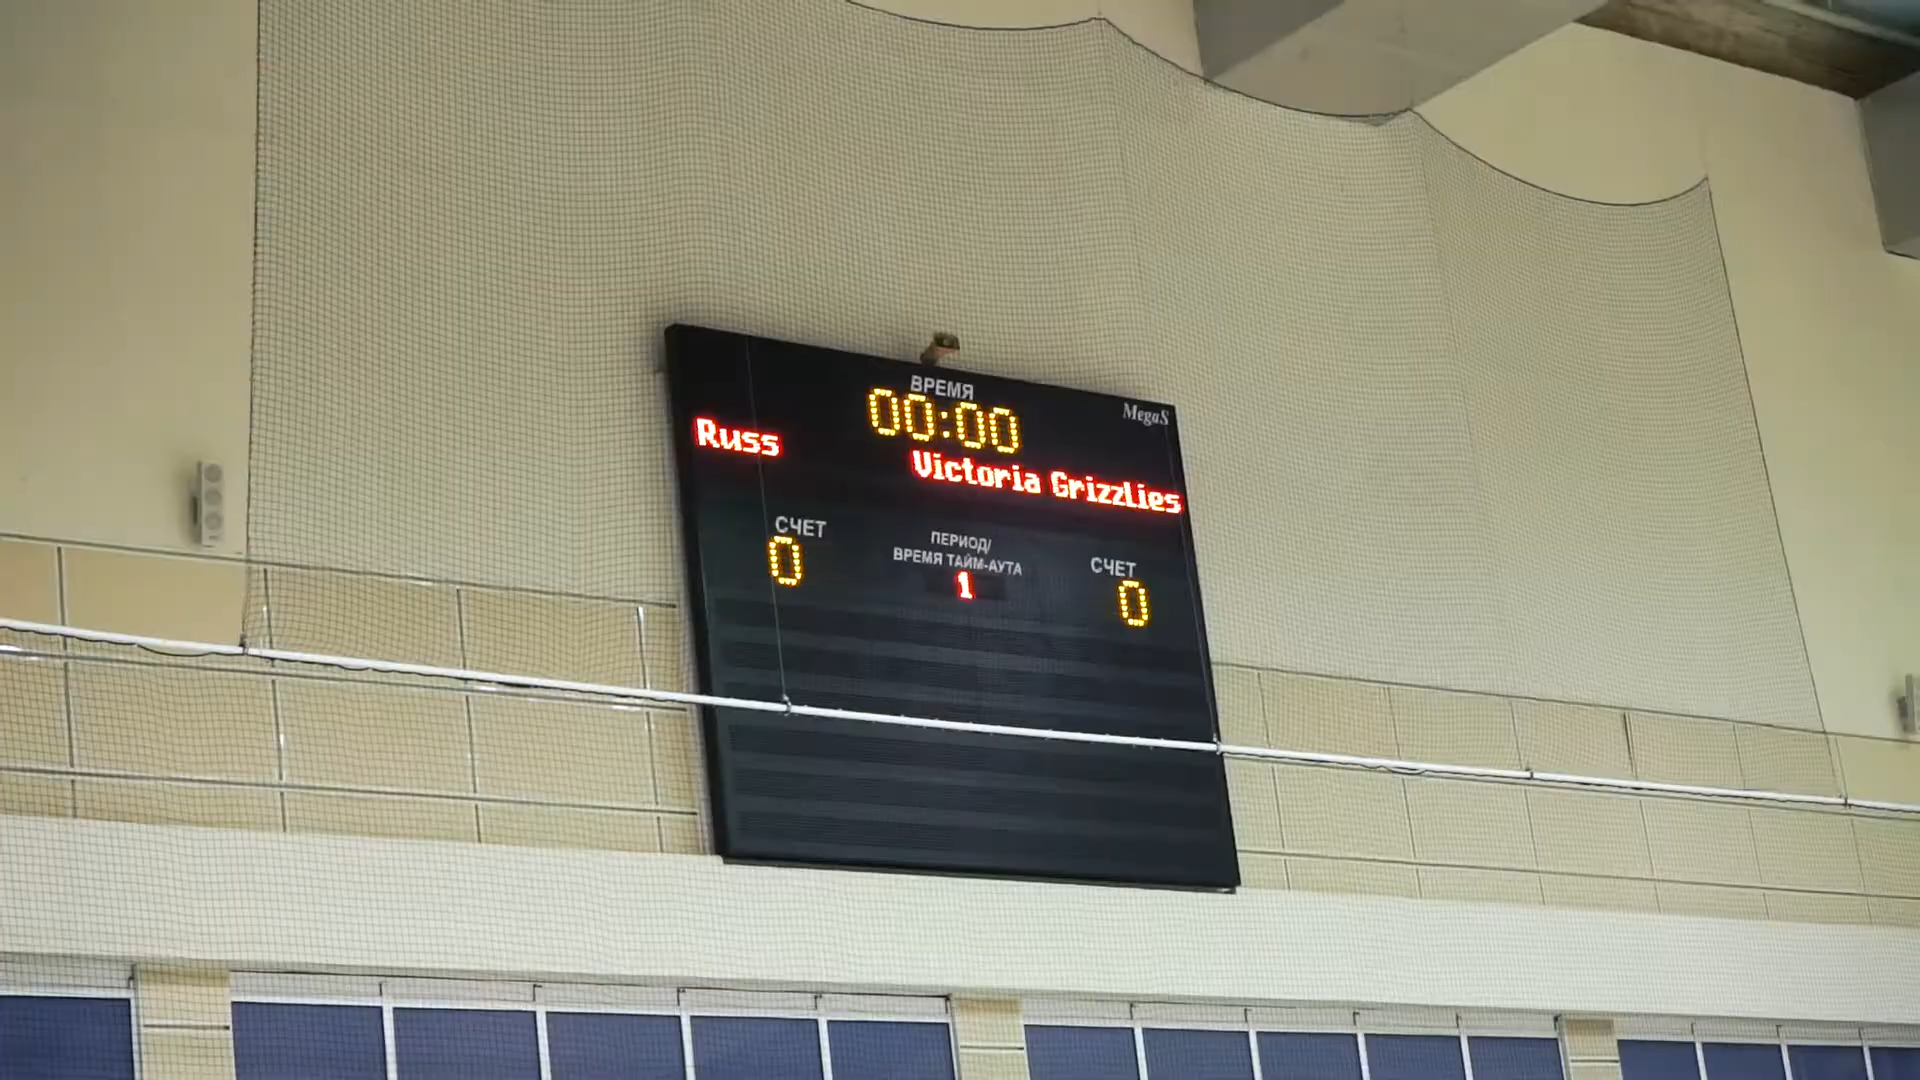 ВРЕМЯ
MegaS
00:00
Russ
Victoria Grizzlies
СЧЕТ
ПЕРИОД/
ВРЕМЯ ТАЙМ-АУТА
СЧЕТ
0
1
0